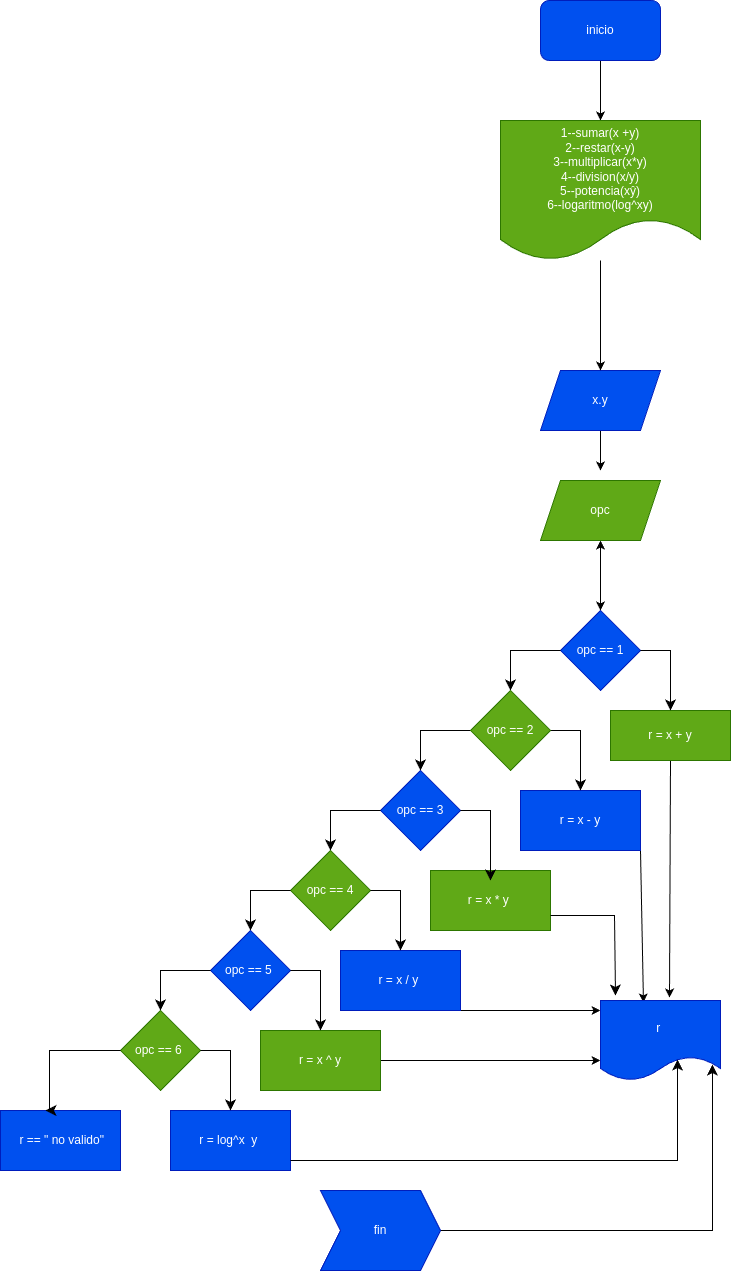 inicio
1--sumar(x +y)
2--restar(x-y)
3--multiplicar(x*y)
4--division(x/y)
5--potencia(xŷ)
6--logaritmo(log^xy)
x.y
opc
opc == 1
opc == 2
r = x + y
opc == 3
r = x - y
opc == 4
r = x * y
opc == 5
r = x / y
r
opc == 6
r = x ^ y
r == " no valido"
r = log^x y
fin